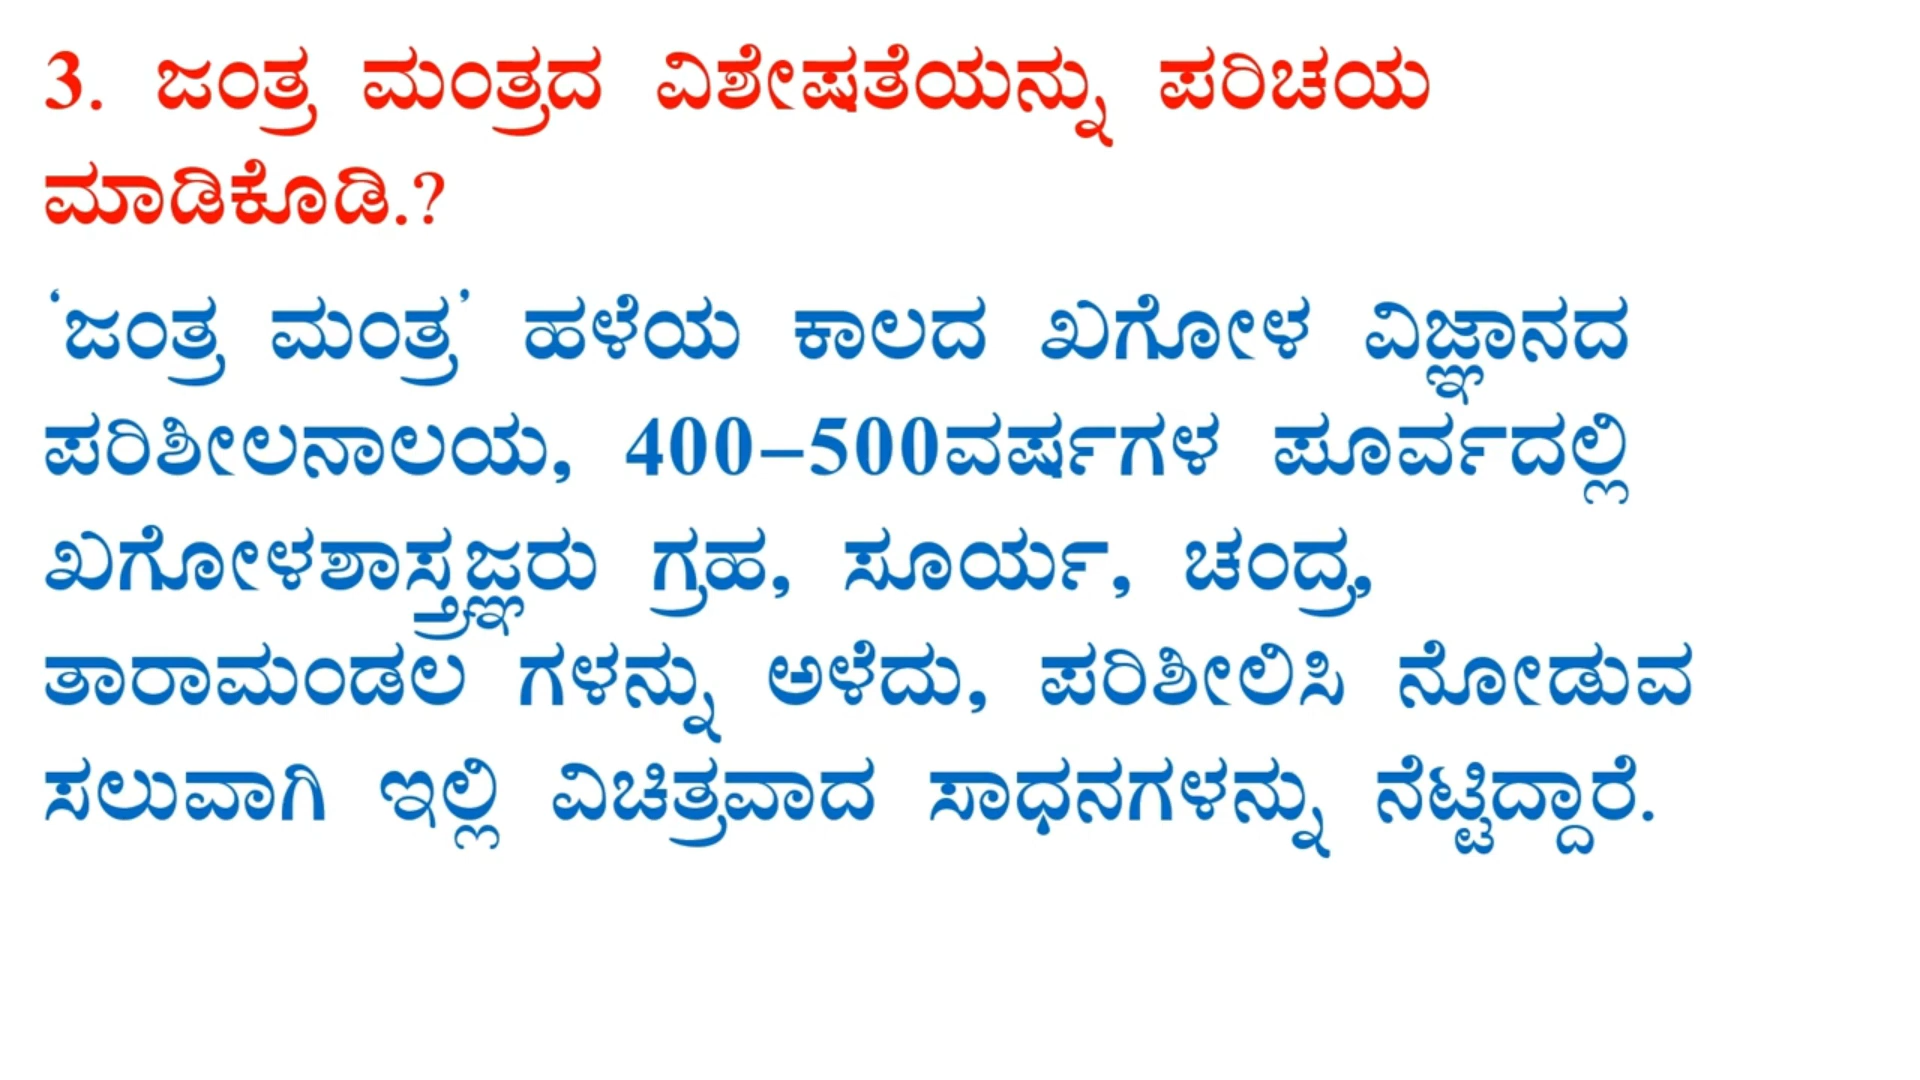 3. ಜಂತ್ರ ಮಂತ್ರದ ವಿಶೇಷತೆಯನ್ನು ಪರಿಚಯ
ಮಾಡಿಕೊಡಿ.?
‘ಜಂತ್ರ ಮಂತ್ರ’ ಹಳೆಯ ಕಾಲದ ಖಗೋಳ ವಿಜ್ಞಾನದ
ಪರಿಶೀಲನಾಲಯ, 400–500ವರ್ಷಗಳ ಪೂರ್ವದಲ್ಲಿ
ಖಗೋಳಶಾಸ್ತ್ರಜ್ಞರು ಗ್ರಹ, ಸೂರ್ಯ, ಚಂದ್ರ,
ತಾರಾಮಂಡಲ ಗಳನ್ನು ಅಳೆದು, ಪರಿಶೀಲಿಸಿ ನೋಡುವ
ಸಲುವಾಗಿ ಇಲ್ಲಿ ವಿಚಿತ್ರವಾದ ಸಾಧನಗಳನ್ನು ನೆಟ್ಟಿದ್ದಾರೆ.